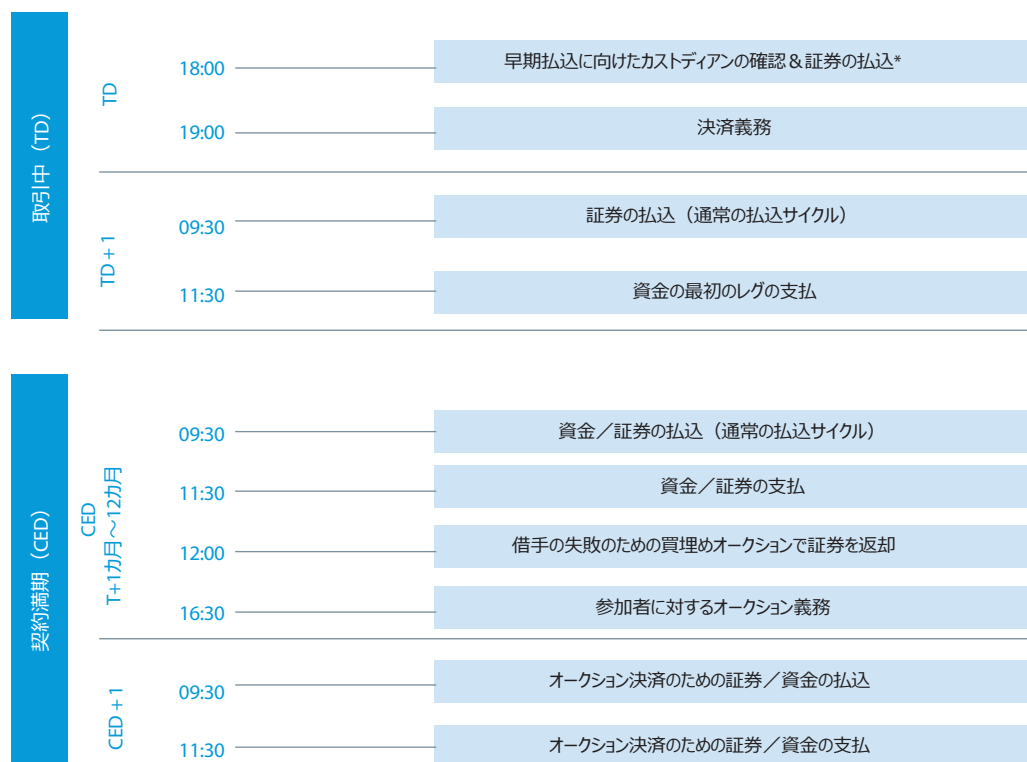 取引中（TD）
TD
18:00
早期払込に向けたカストディアンの確認＆証券の払込*
19:00
決済義務
TD + 1
09:30
証券の払込（通常の払込サイクル）
11:30
資金の最初のレグの支払
契約満期（CED）
CED
T+1カ月～12カ月
09:30
資金／証券の払込（通常の払込サイクル）
11:30
資金／証券の支払
12:00
借手の失敗のための買埋めオークションで証券を返却
16:30
参加者に対するオークション義務
CED + 1
09:30
オークション決済のための証券／資金の払込
11:30
オークション決済のための証券／資金の支払